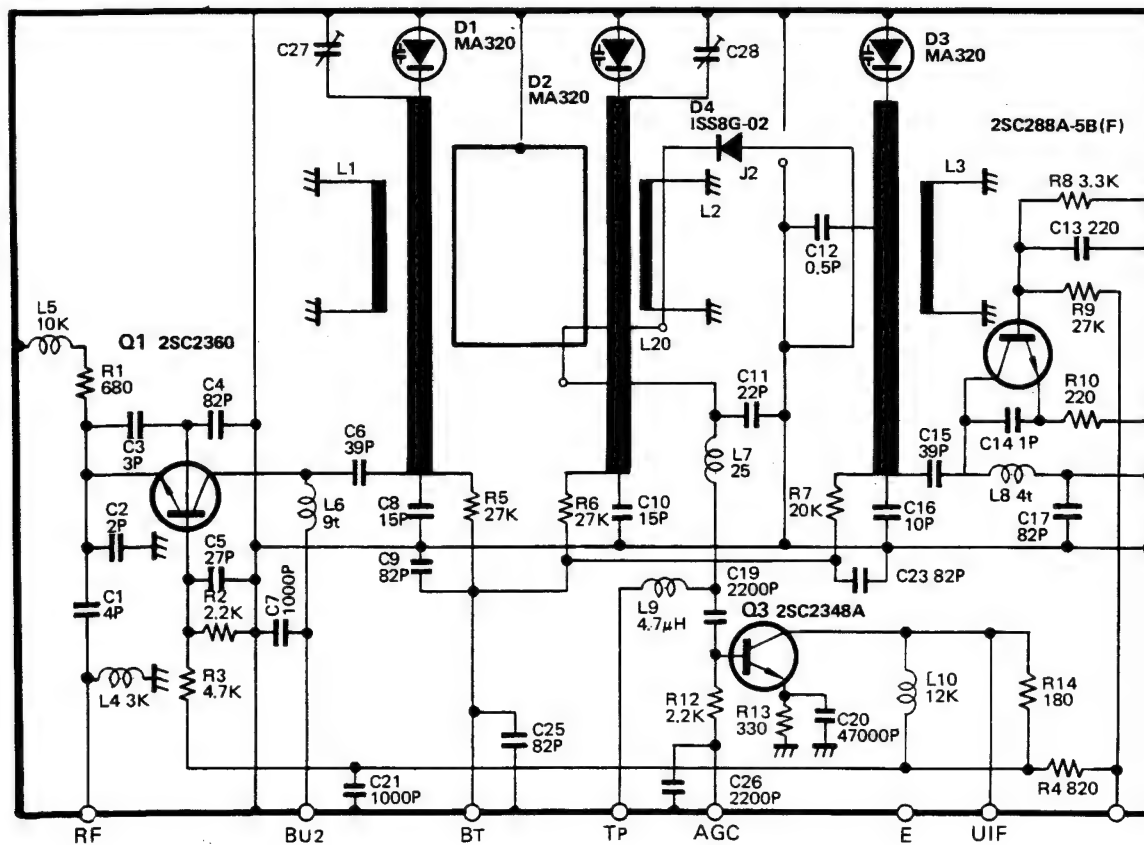 C27
D1
MA320
D2
MA320
C28
D4
ISS8G-02
D3
MA320
2SC288A-5B(F)
L1
J2
L2
L3
R8 3.3K
C13 220
C12
0.5P
R9
27K
L5
10K
Q1 2SC2360
L20
R1
680
C4
82P
C11
22P
R10
220
C3
3P
C6
39P
C14 1P
C15
39P
L7
25
L6
9t
C8
15P
R5
27K
R6
27K
C10
15P
R7
20K
C16
10P
L8 4t
C17
82P
C2
2P
C5
27P
C9
82P
C1
4P
R2
2.2K
C7
1000P
L9
4.7μH
C19
2200P
C23 82P
Q3 2SC2348A
L4 3K
R3
4.7K
R12
2.2K
R13
330
C20
47000P
L10
12K
R14
180
C25
82P
C21
1000P
C26
2200P
R4 820
RF
BU2
BT
TP
AGC
E
UIF